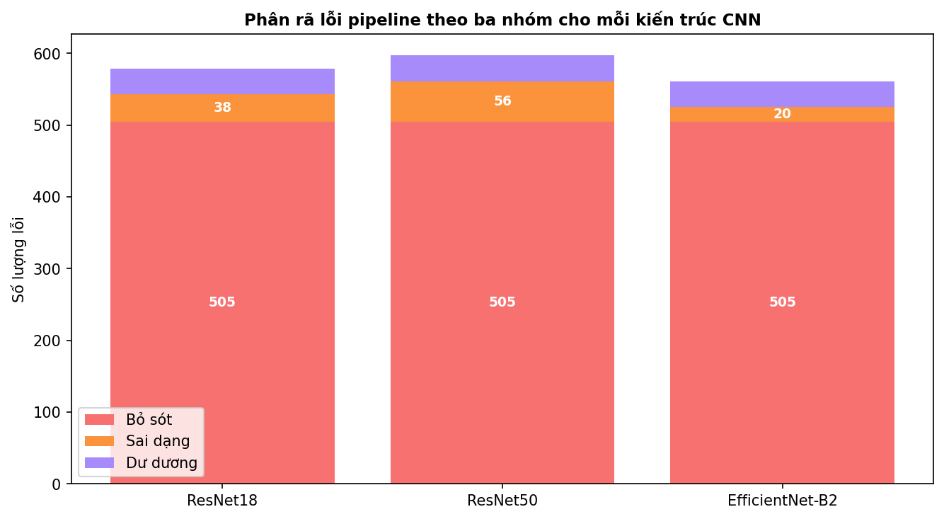 Phân rã lỗi pipeline theo ba nhóm cho mỗi kiến trúc CNN
Số lượng lỗi
600
500
400
300
200
100
0
38
56
20
505
505
505
Bỏ sót
Sai dạng
Dư dương
ResNet18
ResNet50
EfficientNet-B2